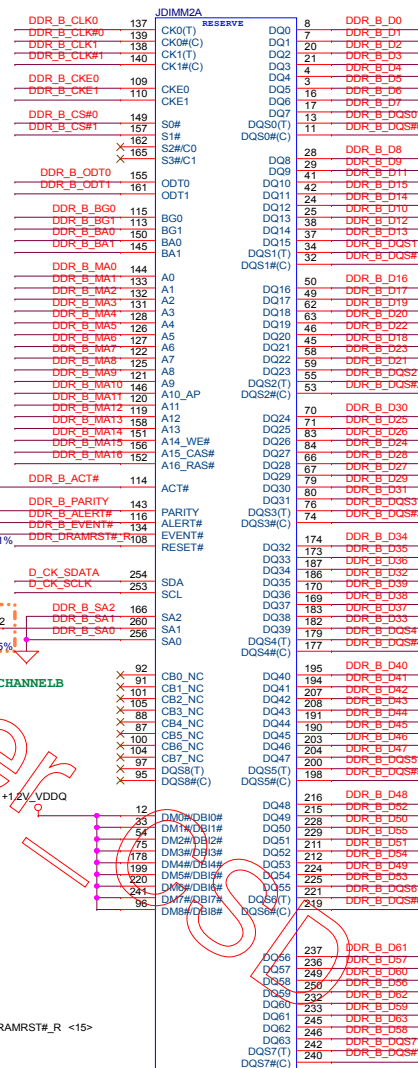 JDIMM2A
RESERVE
DDR_B_CLK0 137 CK0(T)
DDR_B_CLK#0 139 CK0#(C)
DDR_B_CLK1 138 CK1(T)
DDR_B_CLK#1 140 CK1#(C)
DDR_B_CKE0 109 CKE0
DDR_B_CKE1 110 CKE1
DDR_B_CS#0 149 S0#
DDR_B_CS#1 157 S1#
162 S2#/C0
165 S3#/C1
DDR_B_ODT0 155 ODT0
DDR_B_ODT1 161 ODT1
DDR_B_BG0 115 BG0
DDR_B_BG1 113 BG1
DDR_B_BA0 150 BA0
DDR_B_BA1 145 BA1
DDR_B_MA0 144 A0
DDR_B_MA1 133 A1
DDR_B_MA2 132 A2
DDR_B_MA3 131 A3
DDR_B_MA4 128 A4
DDR_B_MA5 126 A5
DDR_B_MA6 127 A6
DDR_B_MA7 122 A7
DDR_B_MA8 125 A8
DDR_B_MA9 121 A9
DDR_B_MA10 146 A10_AP
DDR_B_MA11 120 A11
DDR_B_MA12 119 A12
DDR_B_MA13 158 A13
DDR_B_MA14 151 A14_WE#
DDR_B_MA15 156 A15_CAS#
DDR_B_MA16 152 A16_RAS#
DDR_B_ACT# 114 ACT#
DDR_B_PARITY 143 PARITY
DDR_B_ALERT# 116 ALERT#
DDR_B_EVENT# 134 EVENT#
1% DDR_DRAMRST#_R 108 RESET#
D_CK_SDATA 254 SDA
D_CK_SCLK 253 SCL
DDR_B_SA2 166 SA2
2 DDR_B_SA1 260 SA1
DDR_B_SA0 256 SA0
5%
CHANNELB
92 CB0_NC
91 CB1_NC
101 CB2_NC
105 CB3_NC
88 CB4_NC
87 CB5_NC
100 CB6_NC
104 CB7_NC
97 DQS8(T)
95 DQS8#(C)
+1.2V_VDDQ
12 DM0#/DBI0#
33 DM1#/DBI1#
54 DM2#/DBI2#
75 DM3#/DBI3#
178 DM4#/DBI4#
199 DM5#/DBI5#
220 DM6#/DBI6#
241 DM7#/DBI7#
96 DM8#/DBI8#
RAMRST#_R <15>
DQ0 8 DDR_B_D0
DQ1 7 DDR_B_D1
DQ2 20 DDR_B_D2
DQ3 21
DQ4 4 DDR_B_D4
DQ5 3 DDR_B_D5
DQ6 16 DDR_B_D6
DQ7 17
DQS0(T) 13 DDR_B_DQS0
DQS0#(C) 11 DDR_B_DQS#
DQ8 28 DDR_B_D8
DQ9 29 DDR_B_D9
DQ10 41 DDR_B_D11
DQ11 42 DDR_B_D15
DQ12 24 DDR_B_D14
DQ13 25 DDR_B_D10
DQ14 38 DDR_B_D12
DQ15 37 DDR_B_D13
DQS1(T) 34 DDR_B_DQS1
DQS1#(C) 32 DDR_B_DQS#
DQ16 50 DDR_B_D16
DQ17 49 DDR_B_D17
DQ18 62 DDR_B_D19
DQ19 63 DDR_B_D20
DQ20 46 DDR_B_D22
DQ21 45 DDR_B_D18
DQ22 58 DDR_B_D23
DQ23 59 DDR_B_D21
DQS2(T) 55 DDR_B_DQS2
DQS2#(C) 53 DDR_B_DQS#
DQ24 70 DDR_B_D30
DQ25 71 DDR_B_D25
DQ26 83 DDR_B_D26
DQ27 84 DDR_B_D24
DQ28 66 DDR_B_D28
DQ29 67 DDR_B_D27
DQ30 79 DDR_B_D29
DQ31 80 DDR_B_D31
DQS3(T) 76 DDR_B_DQS3
DQS3#(C) 74 DDR_B_DQS#
DQ32 174 DDR_B_D34
DQ33 173 DDR_B_D35
DQ34 187 DDR_B_D36
DQ35 186 DDR_B_D32
DQ36 170 DDR_B_D39
DQ37 169 DDR_B_D38
DQ38 183 DDR_B_D37
DQ39 182 DDR_B_D33
DQS4(T) 179 DDR_B_DQS4
DQS4#(C) 177 DDR_B_DQS#
DQ40 195 DDR_B_D40
DQ41 194 DDR_B_D41
DQ42 207 DDR_B_D42
DQ43 208 DDR_B_D43
DQ44 191 DDR_B_D44
DQ45 190 DDR_B_D45
DQ46 203 DDR_B_D46
DQ47 204 DDR_B_D47
DQS5(T) 200 DDR_B_DQS5
DQS5#(C) 198 DDR_B_DQS#
DQ48 216 DDR_B_D48
DQ49 215 DDR_B_D52
DQ50 228 DDR_B_D50
DQ51 229 DDR_B_D55
DQ52 211 DDR_B_D51
DQ53 212 DDR_B_D54
DQ54 224 DDR_B_D49
DQ55 225 DDR_B_D53
DQS6(T) 221 DDR_B_DQS6
DQS6#(C) 219 DDR_B_DQS#
DQ56 237 DDR_B_D61
DQ57 236 DDR_B_D57
DQ58 249 DDR_B_D60
DQ59 250 DDR_B_D56
DQ60 232 DDR_B_D62
DQ61 233 DDR_B_D59
DQ62 245 DDR_B_D63
DQ63 246 DDR_B_D58
DQS7(T) 242 DDR_B_DQS7
DQS7#(C) 240 DDR_B_DQS#